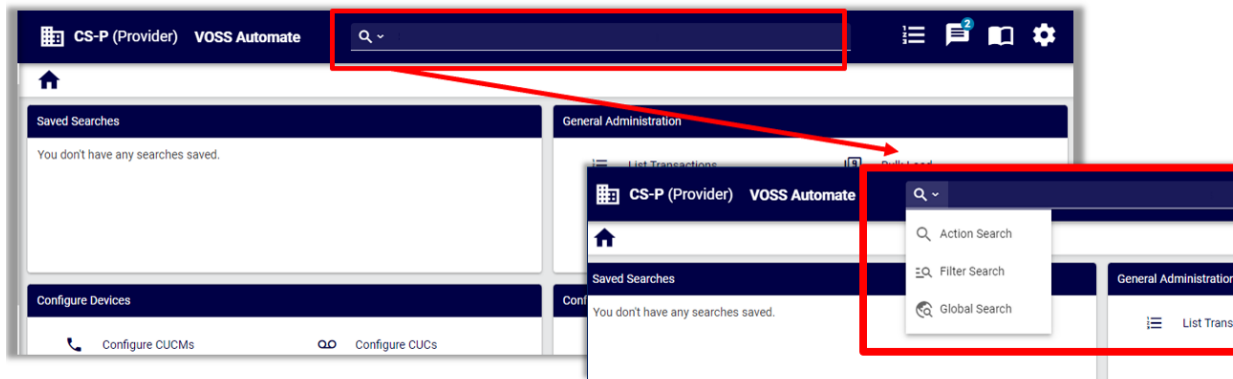 CS-P (Provider) VOSS Automate
2
Saved Searches
General Administration
You don't have any searches saved.
List Transactions
Configure Devices
Configure CUCMs
Configure CUCs
CS-P (Provider) VOSS Automate
Action Search
Saved Searches
Filter Search
General Administration
You don't have any searches saved.
Global Search
List Trans